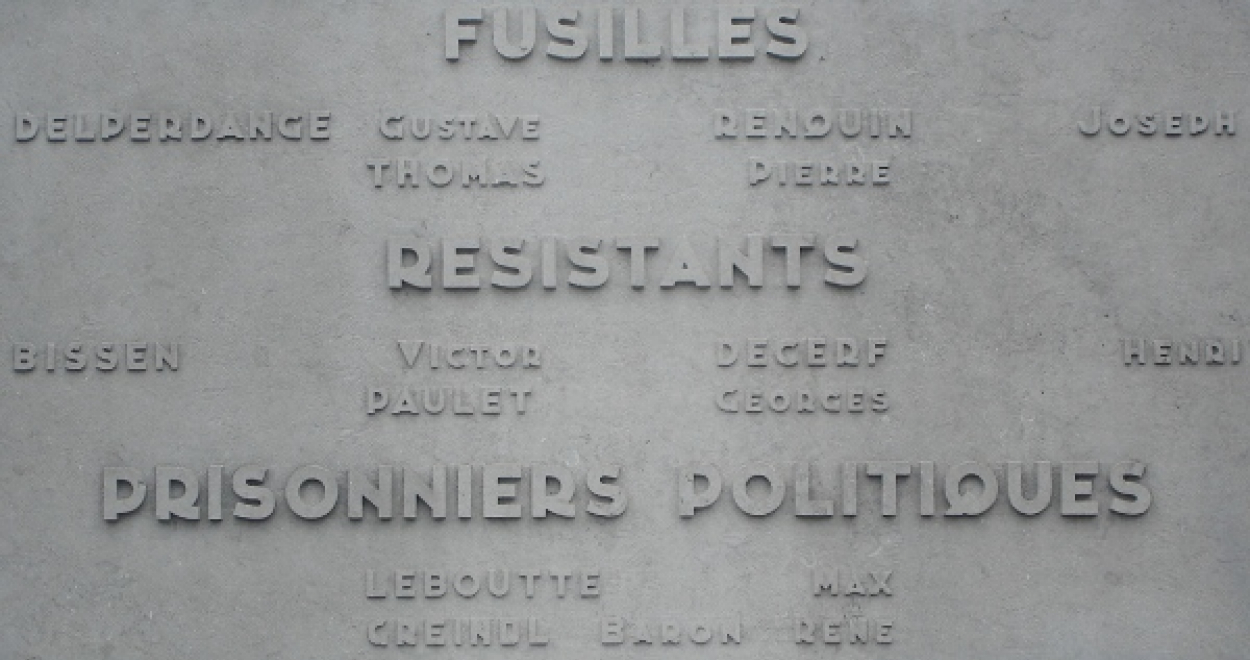 FUSILLES
DELPERDANGE GUSTAVE RENQUIN JOSEPH
THOMAS PIERRE
RESISTANTS
BISSEN VICTOR DECERF HENRI
PAULET GEORGES
PRISONNIERS POLITIQUES
LEBOUTTE MAX
GREINDL BARON RENE